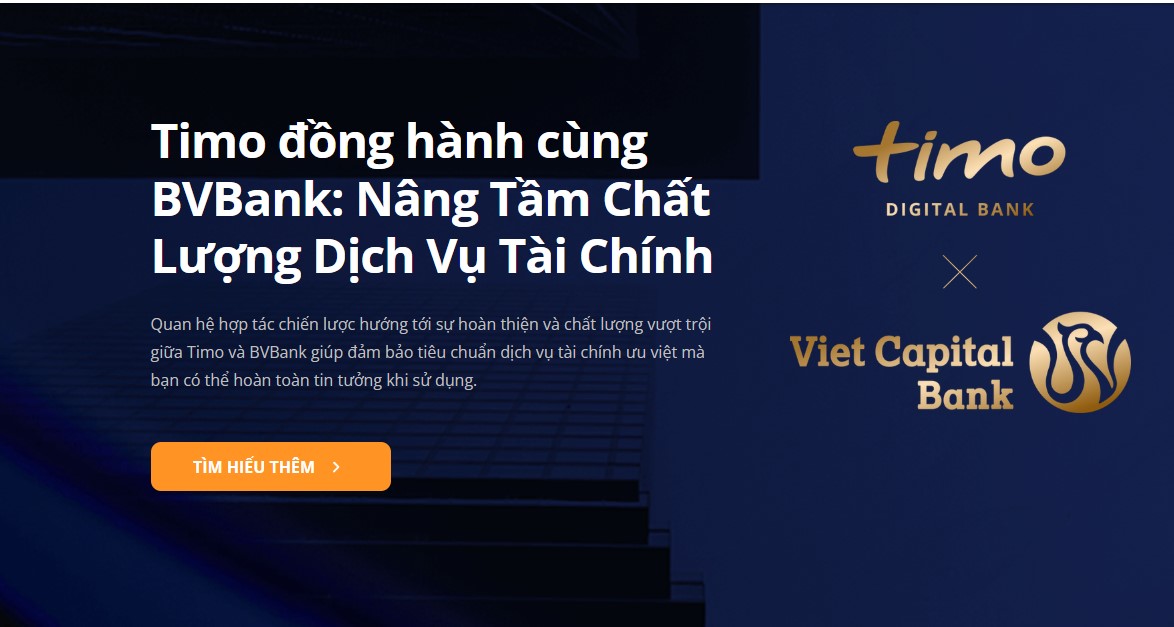 Timo đồng hành cùng
BVBank: Nâng Tầm Chất
Lượng Dịch Vụ Tài Chính
Quan hệ hợp tác chiến lược hướng tới sự hoàn thiện và chất lượng vượt trội
giữa Timo và BVBank giúp đảm bảo tiêu chuẩn dịch vụ tài chính ưu việt mà
bạn có thể hoàn toàn tin tưởng khi sử dụng.
TÌM HIỂU THÊM
timo
DIGITAL BANK
Viet Capital
Bank